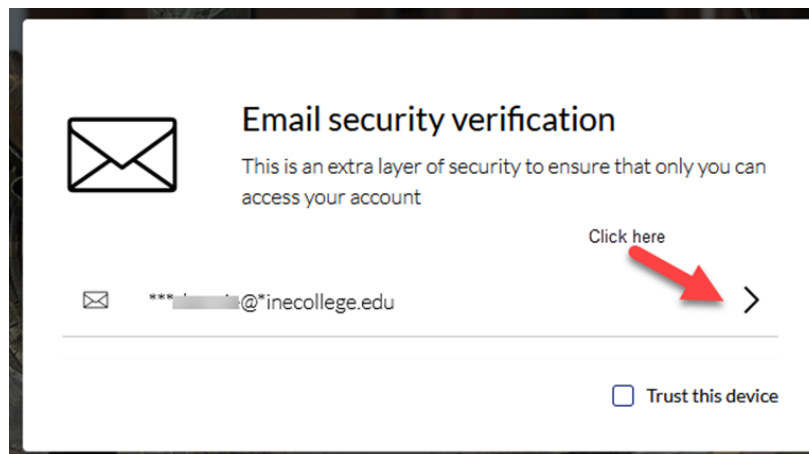 Email security verification
This is an extra layer of security to ensure that only you can
access your account
Click here
@*inecollege.edu
Trust this device